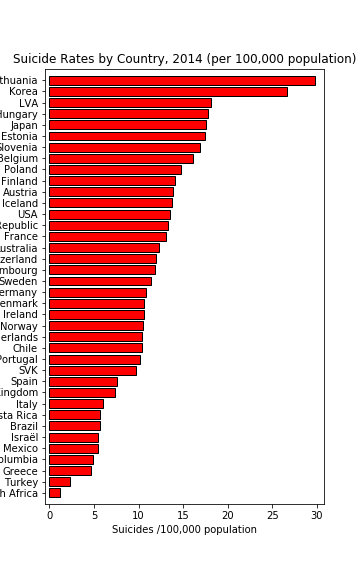 Suicide Rates by Country, 2014 (per 100,000 population)
thuania
Korea
LVA
Hungary
Japan
Estonia
Slovenia
Belgium
Poland
Finland
Austria
Iceland
USA
Republic
France
ustralia
zerland
mbourg
Sweden
ermany
enmark
Ireland
Norway
erlands
Chile
Portugal
SVK
Spain
Kingdom
Italy
sta Rica
Brazil
Israël
Mexico
olumbia
Greece
Turkey
h Africa
0 5 10 15 20 25 30
Suicides /100,000 population